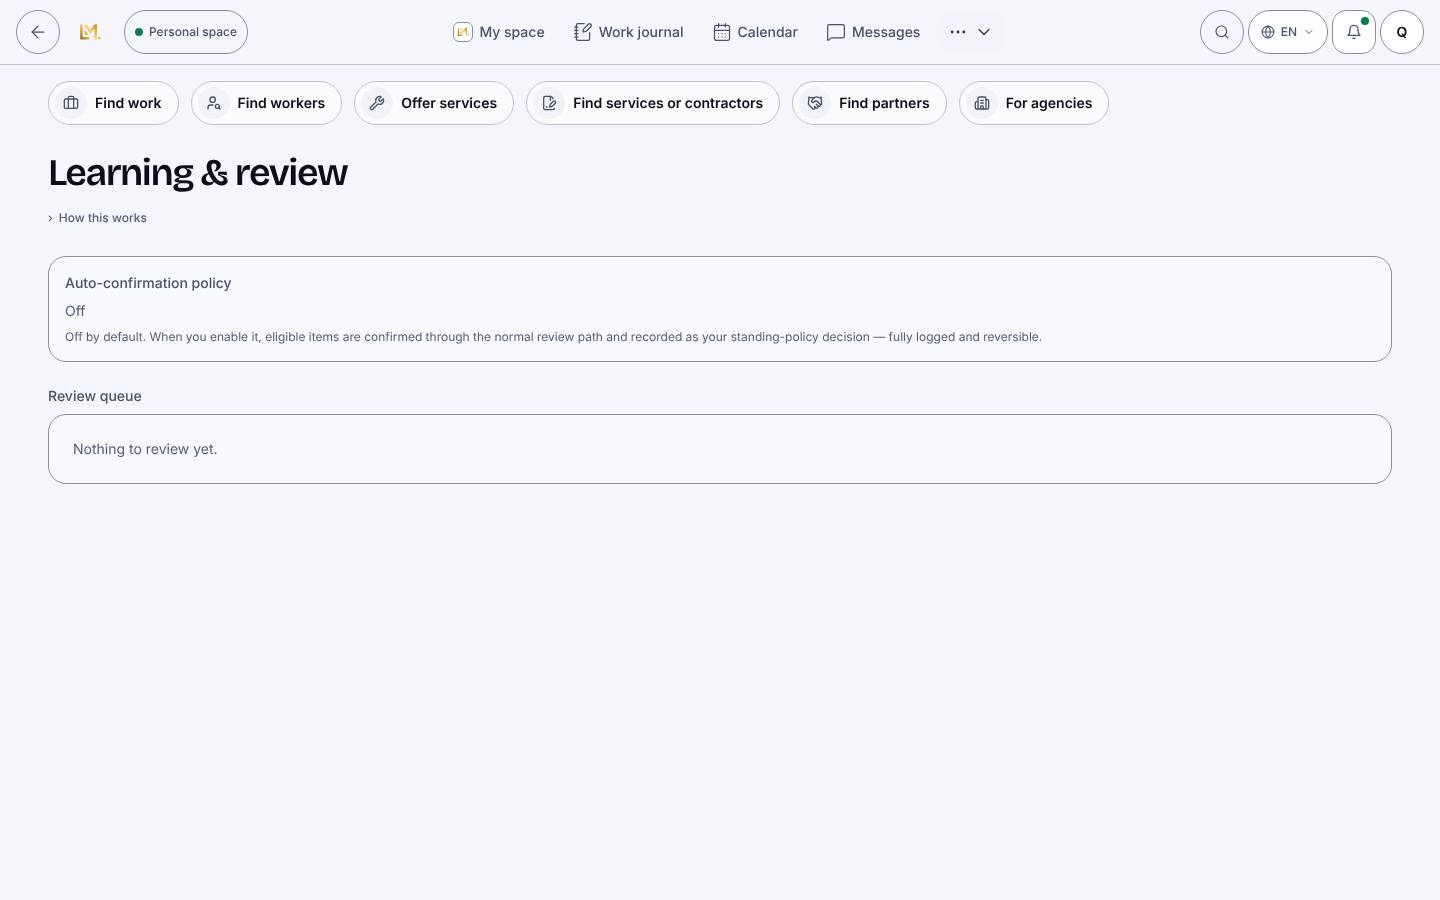 LM.
Personal space
LM. My space
Work journal
Calendar
Messages
EN
Q
Find work
Find workers
Offer services
Find services or contractors
Find partners
For agencies
Learning & review
› How this works
Auto-confirmation policy
Off
Off by default. When you enable it, eligible items are confirmed through the normal review path and recorded as your standing-policy decision — fully logged and reversible.
Review queue
Nothing to review yet.